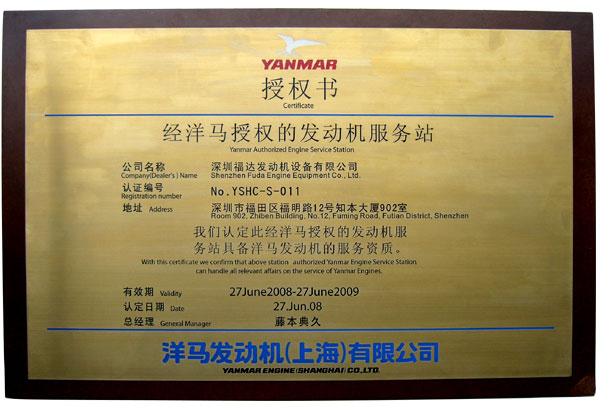 YANMAR
授权书
Certificate
经洋马授权的发动机服务站
Yanmar Authorized Engine Service Station
公司名称 深圳福达发动机设备有限公司
Company(Dealer's) Name Shenzhen Fuda Engine Equipment Co., Ltd.
认证编号 No.YSHC-S-011
Registration number
地址 Address 深圳市福田区福明路12号知本大厦902室
Room 902, Zhiben Building, No.12, Fuming Road, Futian District, Shenzhen
我们认定此经洋马授权的发动机服
务站具备洋马发动机的服务资质。
With this certificate we confirm that above station authorized Yanmar Engine Service Station
can handle all relevant affairs on the service of Yanmar Engines.
有效期 Validity 27June2008-27June2009
认定日期 Date 27.Jun.08
总经理 General Manager 藤本典久
洋马发动机(上海)有限公司
YANMAR ENGINE (SHANGHAI) CO.,LTD.